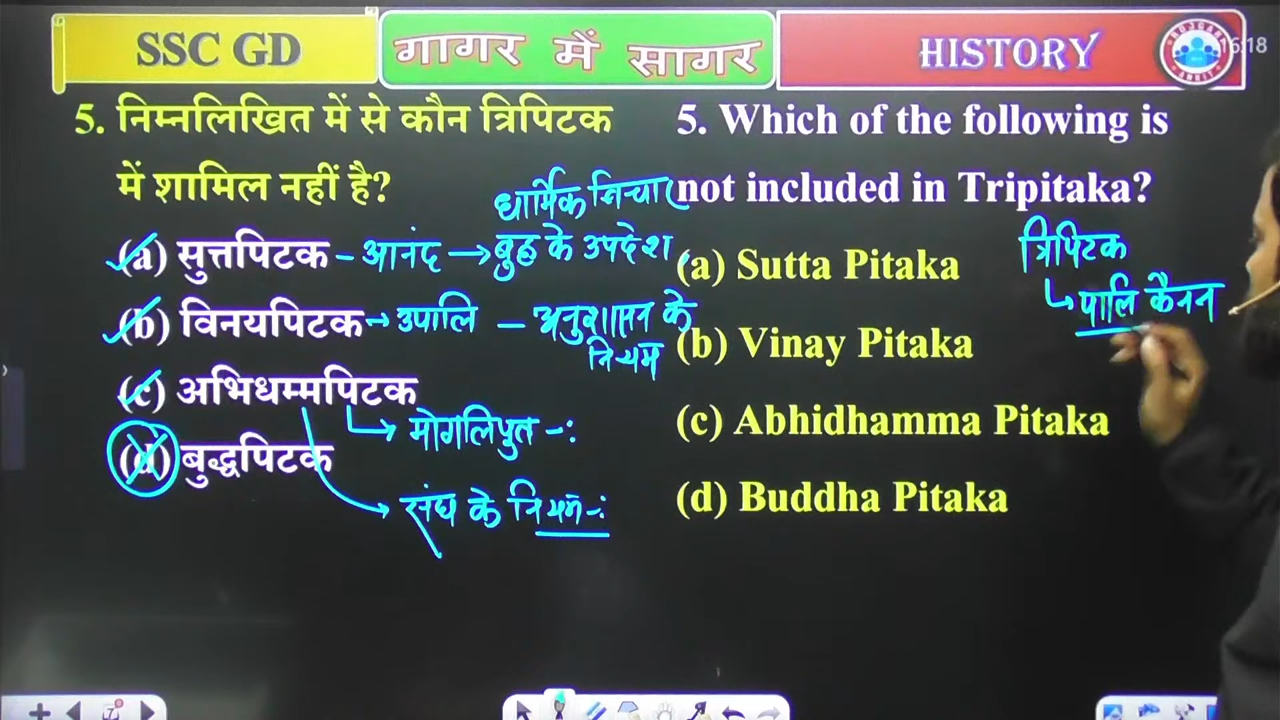 SSC GD
गागर में सागर
HISTORY
16:18
5. निम्नलिखित में से कौन त्रिपिटक
में शामिल नहीं है?
धार्मिक विचार
(a) सुत्तपिटक – आनंद → बुद्ध के उपदेश
(b) विनयपिटक → उपालि – अनुशासन के
नियम
(c) अभिधम्मपिटक
मोगलिपुत -:
(d) बुद्धपिटक
संघ के नियम -:
5. Which of the following is
not included in Tripitaka?
(a) Sutta Pitaka
(b) Vinay Pitaka
(c) Abhidhamma Pitaka
(d) Buddha Pitaka
त्रिपिटक
पालि कैनन